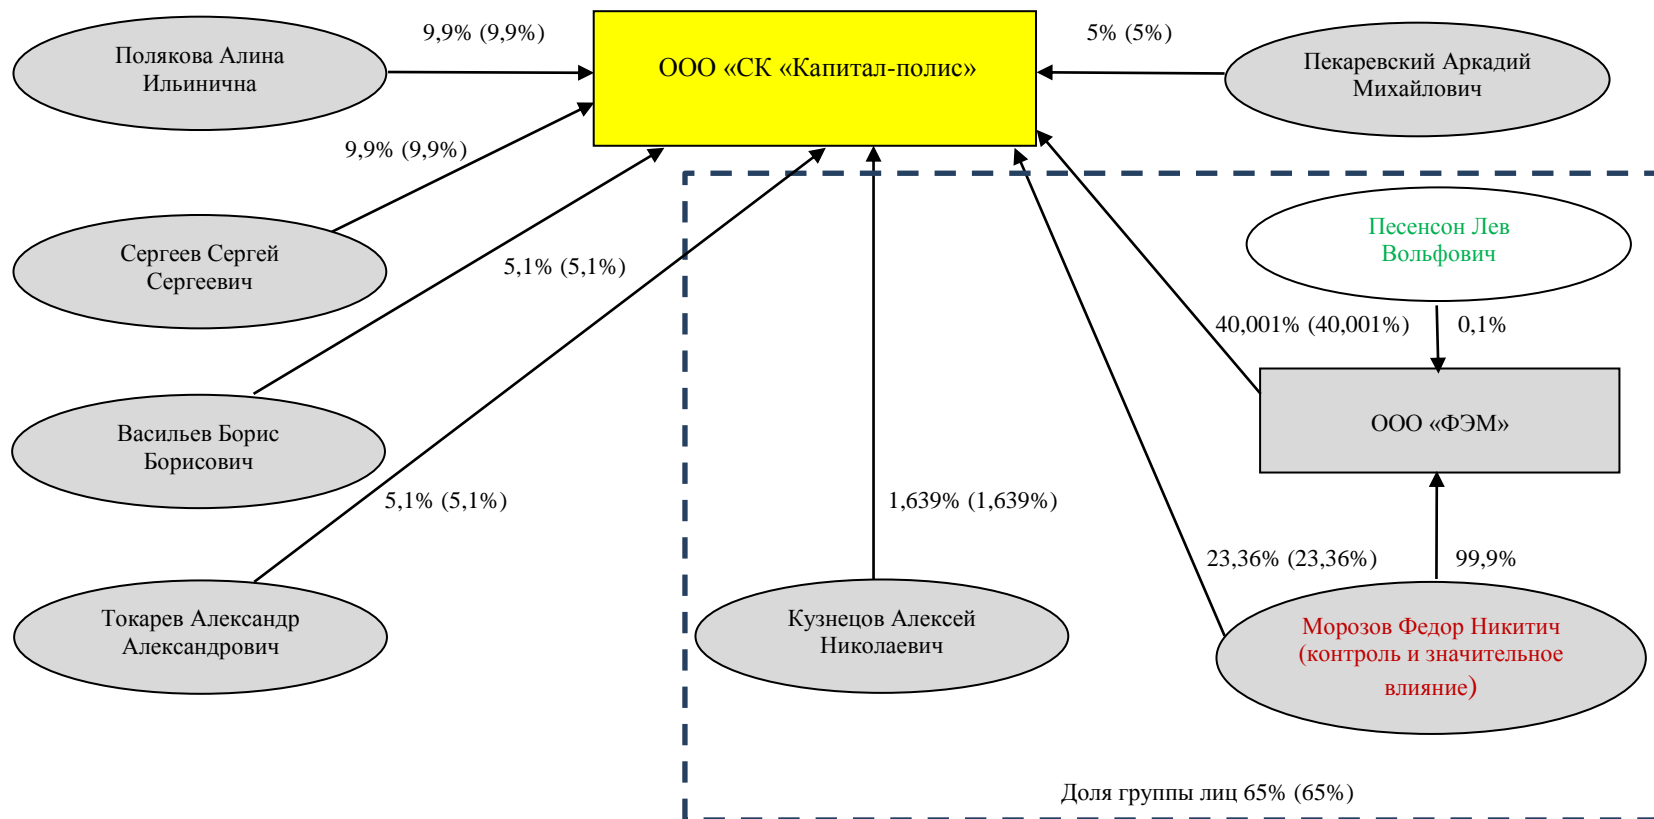 9,9% (9,9%)
5% (5%)
Полякова Алина
Ильинична
ООО «СК «Капитал-полис»
Пекаревский Аркадий
Михайлович
9,9% (9,9%)
Сергеев Сергей
Сергеевич
5,1% (5,1%)
Песенсон Лев
Вольфович
40,001% (40,001%)
0,1%
Васильев Борис
Борисович
ООО «ФЭМ»
5,1% (5,1%)
1,639% (1,639%)
23,36% (23,36%)
99,9%
Токарев Александр
Александрович
Кузнецов Алексей
Николаевич
Морозов Федор Никитич
(контроль и значительное
влияние)
Доля группы лиц 65% (65%)